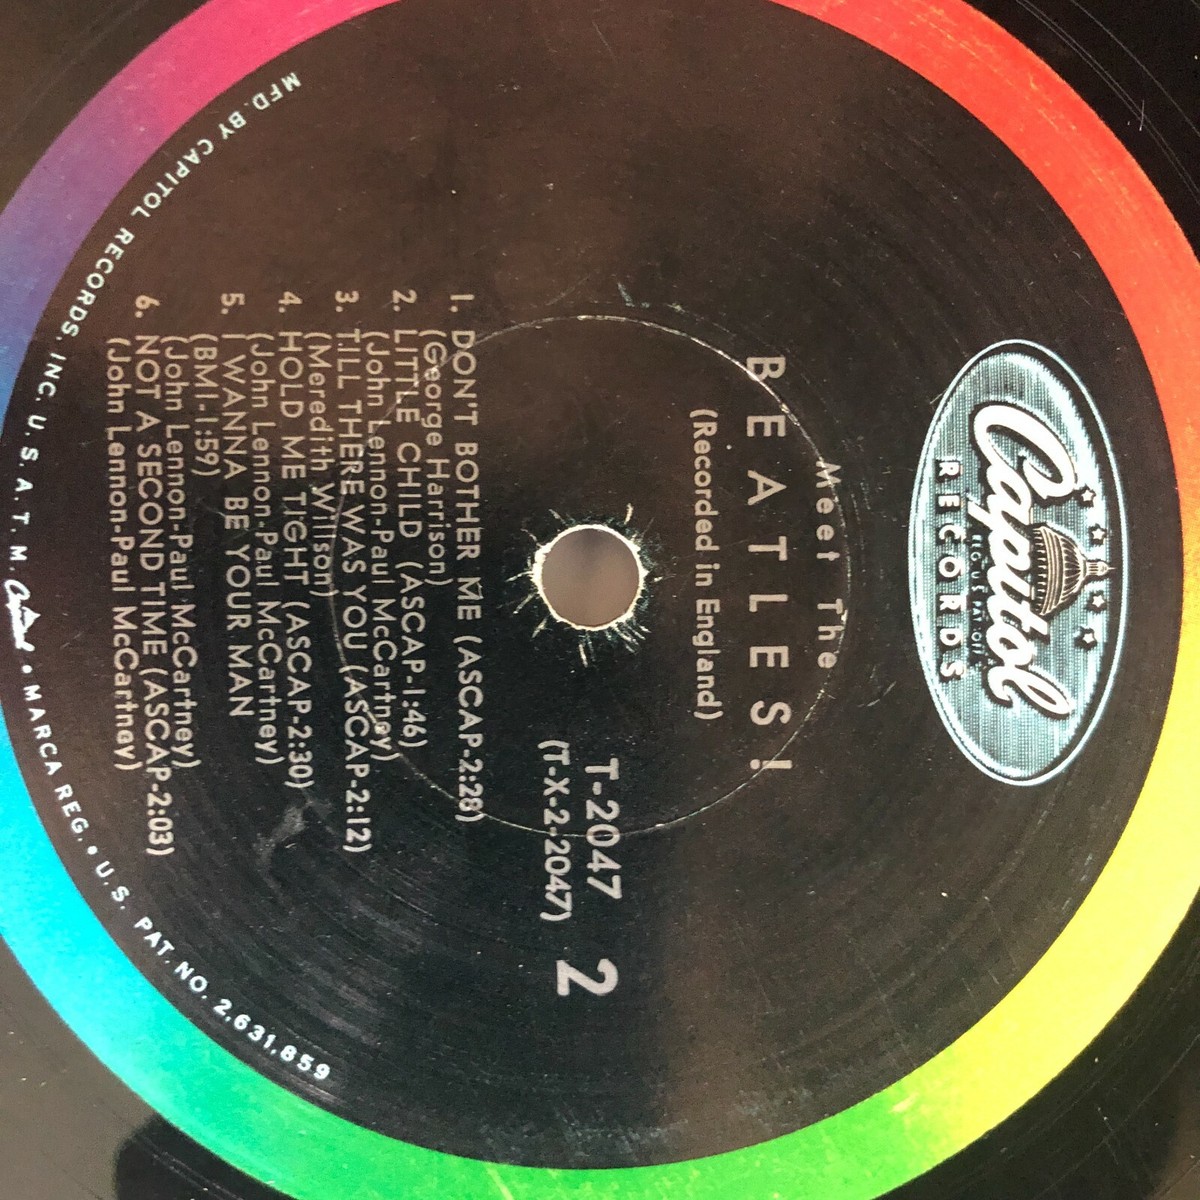 Capitol
REG. U.S. PAT. OFF.
RECORDS
Meet The
BEATLES!
(Recorded in England)
T-2047 2
(T-X-2-2047)
1. DON'T BOTHER ME (ASCAP-2:28)
(George Harrison)
2. LITTLE CHILD (ASCAP-1:46)
(John Lennon-Paul McCartney)
3. TILL THERE WAS YOU (ASCAP-2:12)
(Meredith Willson)
4. HOLD ME TIGHT (ASCAP-2:30)
(John Lennon-Paul McCartney)
5. I WANNA BE YOUR MAN
(BMI-1:59)
(John Lennon-Paul McCartney)
6. NOT A SECOND TIME (ASCAP-2:03)
(John Lennon-Paul McCartney)
MFD. BY CAPITOL RECORDS, INC. U.S.A. T.M. Capitol • MARCA REG. • U.S. PAT. NO. 2,631,859